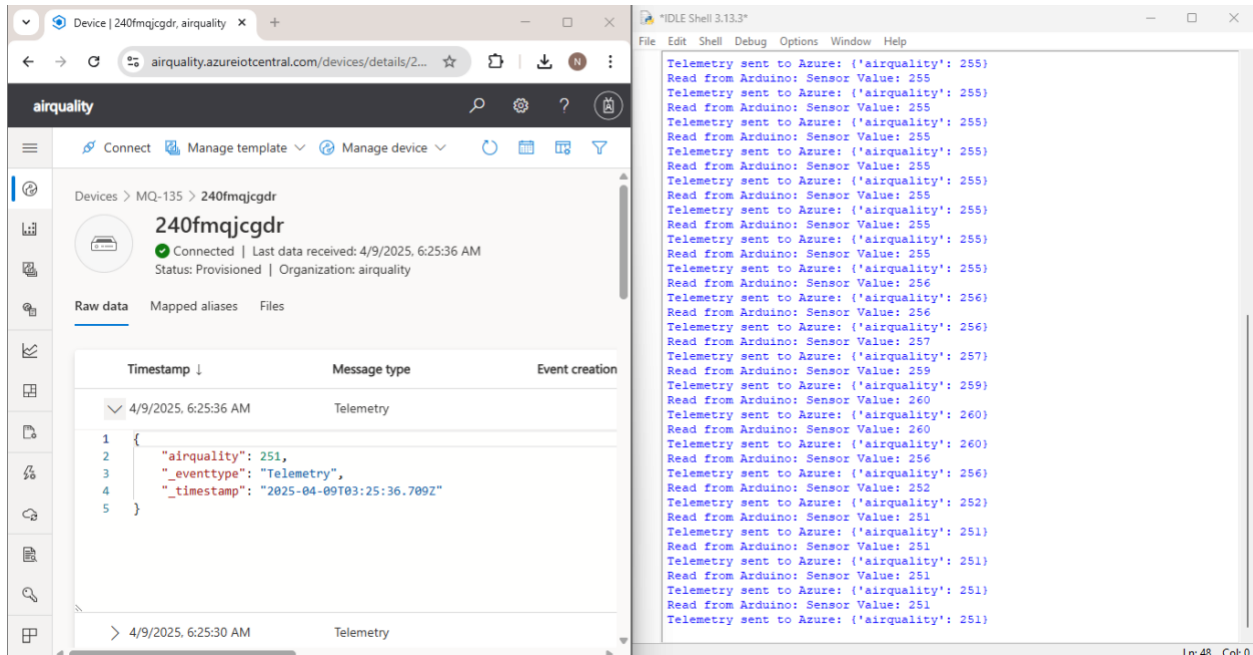 Device | 240fmqjcgdr, airquality
airquality.azureiotcentral.com/devices/details/2...
N
airquality
Connect Manage template Manage device
Devices > MQ-135 > 240fmqjcgdr
240fmqjcgdr
Connected | Last data received: 4/9/2025, 6:25:36 AM
Status: Provisioned | Organization: airquality
Raw data Mapped aliases Files
Timestamp ↓ Message type Event creation
4/9/2025, 6:25:36 AM Telemetry
1 {
2 "airquality": 251,
3 "_eventtype": "Telemetry",
4 "_timestamp": "2025-04-09T03:25:36.709Z"
5 }
4/9/2025, 6:25:30 AM Telemetry
*IDLE Shell 3.13.3*
File Edit Shell Debug Options Window Help
Telemetry sent to Azure: {'airquality': 255}
Read from Arduino: Sensor Value: 255
Telemetry sent to Azure: {'airquality': 255}
Read from Arduino: Sensor Value: 255
Telemetry sent to Azure: {'airquality': 255}
Read from Arduino: Sensor Value: 255
Telemetry sent to Azure: {'airquality': 255}
Read from Arduino: Sensor Value: 255
Telemetry sent to Azure: {'airquality': 255}
Read from Arduino: Sensor Value: 255
Telemetry sent to Azure: {'airquality': 255}
Read from Arduino: Sensor Value: 255
Telemetry sent to Azure: {'airquality': 255}
Read from Arduino: Sensor Value: 255
Telemetry sent to Azure: {'airquality': 255}
Read from Arduino: Sensor Value: 256
Telemetry sent to Azure: {'airquality': 256}
Read from Arduino: Sensor Value: 256
Telemetry sent to Azure: {'airquality': 256}
Read from Arduino: Sensor Value: 257
Telemetry sent to Azure: {'airquality': 257}
Read from Arduino: Sensor Value: 259
Telemetry sent to Azure: {'airquality': 259}
Read from Arduino: Sensor Value: 260
Telemetry sent to Azure: {'airquality': 260}
Read from Arduino: Sensor Value: 260
Telemetry sent to Azure: {'airquality': 260}
Read from Arduino: Sensor Value: 256
Telemetry sent to Azure: {'airquality': 256}
Read from Arduino: Sensor Value: 252
Telemetry sent to Azure: {'airquality': 252}
Read from Arduino: Sensor Value: 251
Telemetry sent to Azure: {'airquality': 251}
Read from Arduino: Sensor Value: 251
Telemetry sent to Azure: {'airquality': 251}
Read from Arduino: Sensor Value: 251
Telemetry sent to Azure: {'airquality': 251}
Read from Arduino: Sensor Value: 251
Telemetry sent to Azure: {'airquality': 251}
Ln: 48 Col: 0